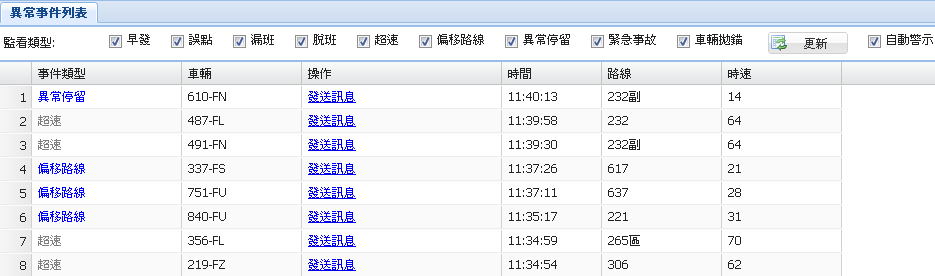 異常事件列表
監看類型: 早發 誤點 漏班 脫班 超速 偏移路線 異常停留 緊急事故 車輛拋錨 更新 自動警示
事件類型 車輛 操作 時間 路線 時速
1 異常停留 610-FN 發送訊息 11:40:13 232副 14
2 超速 487-FL 發送訊息 11:39:58 232 64
3 超速 491-FN 發送訊息 11:39:30 232副 64
4 偏移路線 337-FS 發送訊息 11:37:26 617 21
5 偏移路線 751-FU 發送訊息 11:37:11 637 28
6 偏移路線 840-FU 發送訊息 11:35:17 221 31
7 超速 356-FL 發送訊息 11:34:59 265區 70
8 超速 219-FZ 發送訊息 11:34:54 306 62